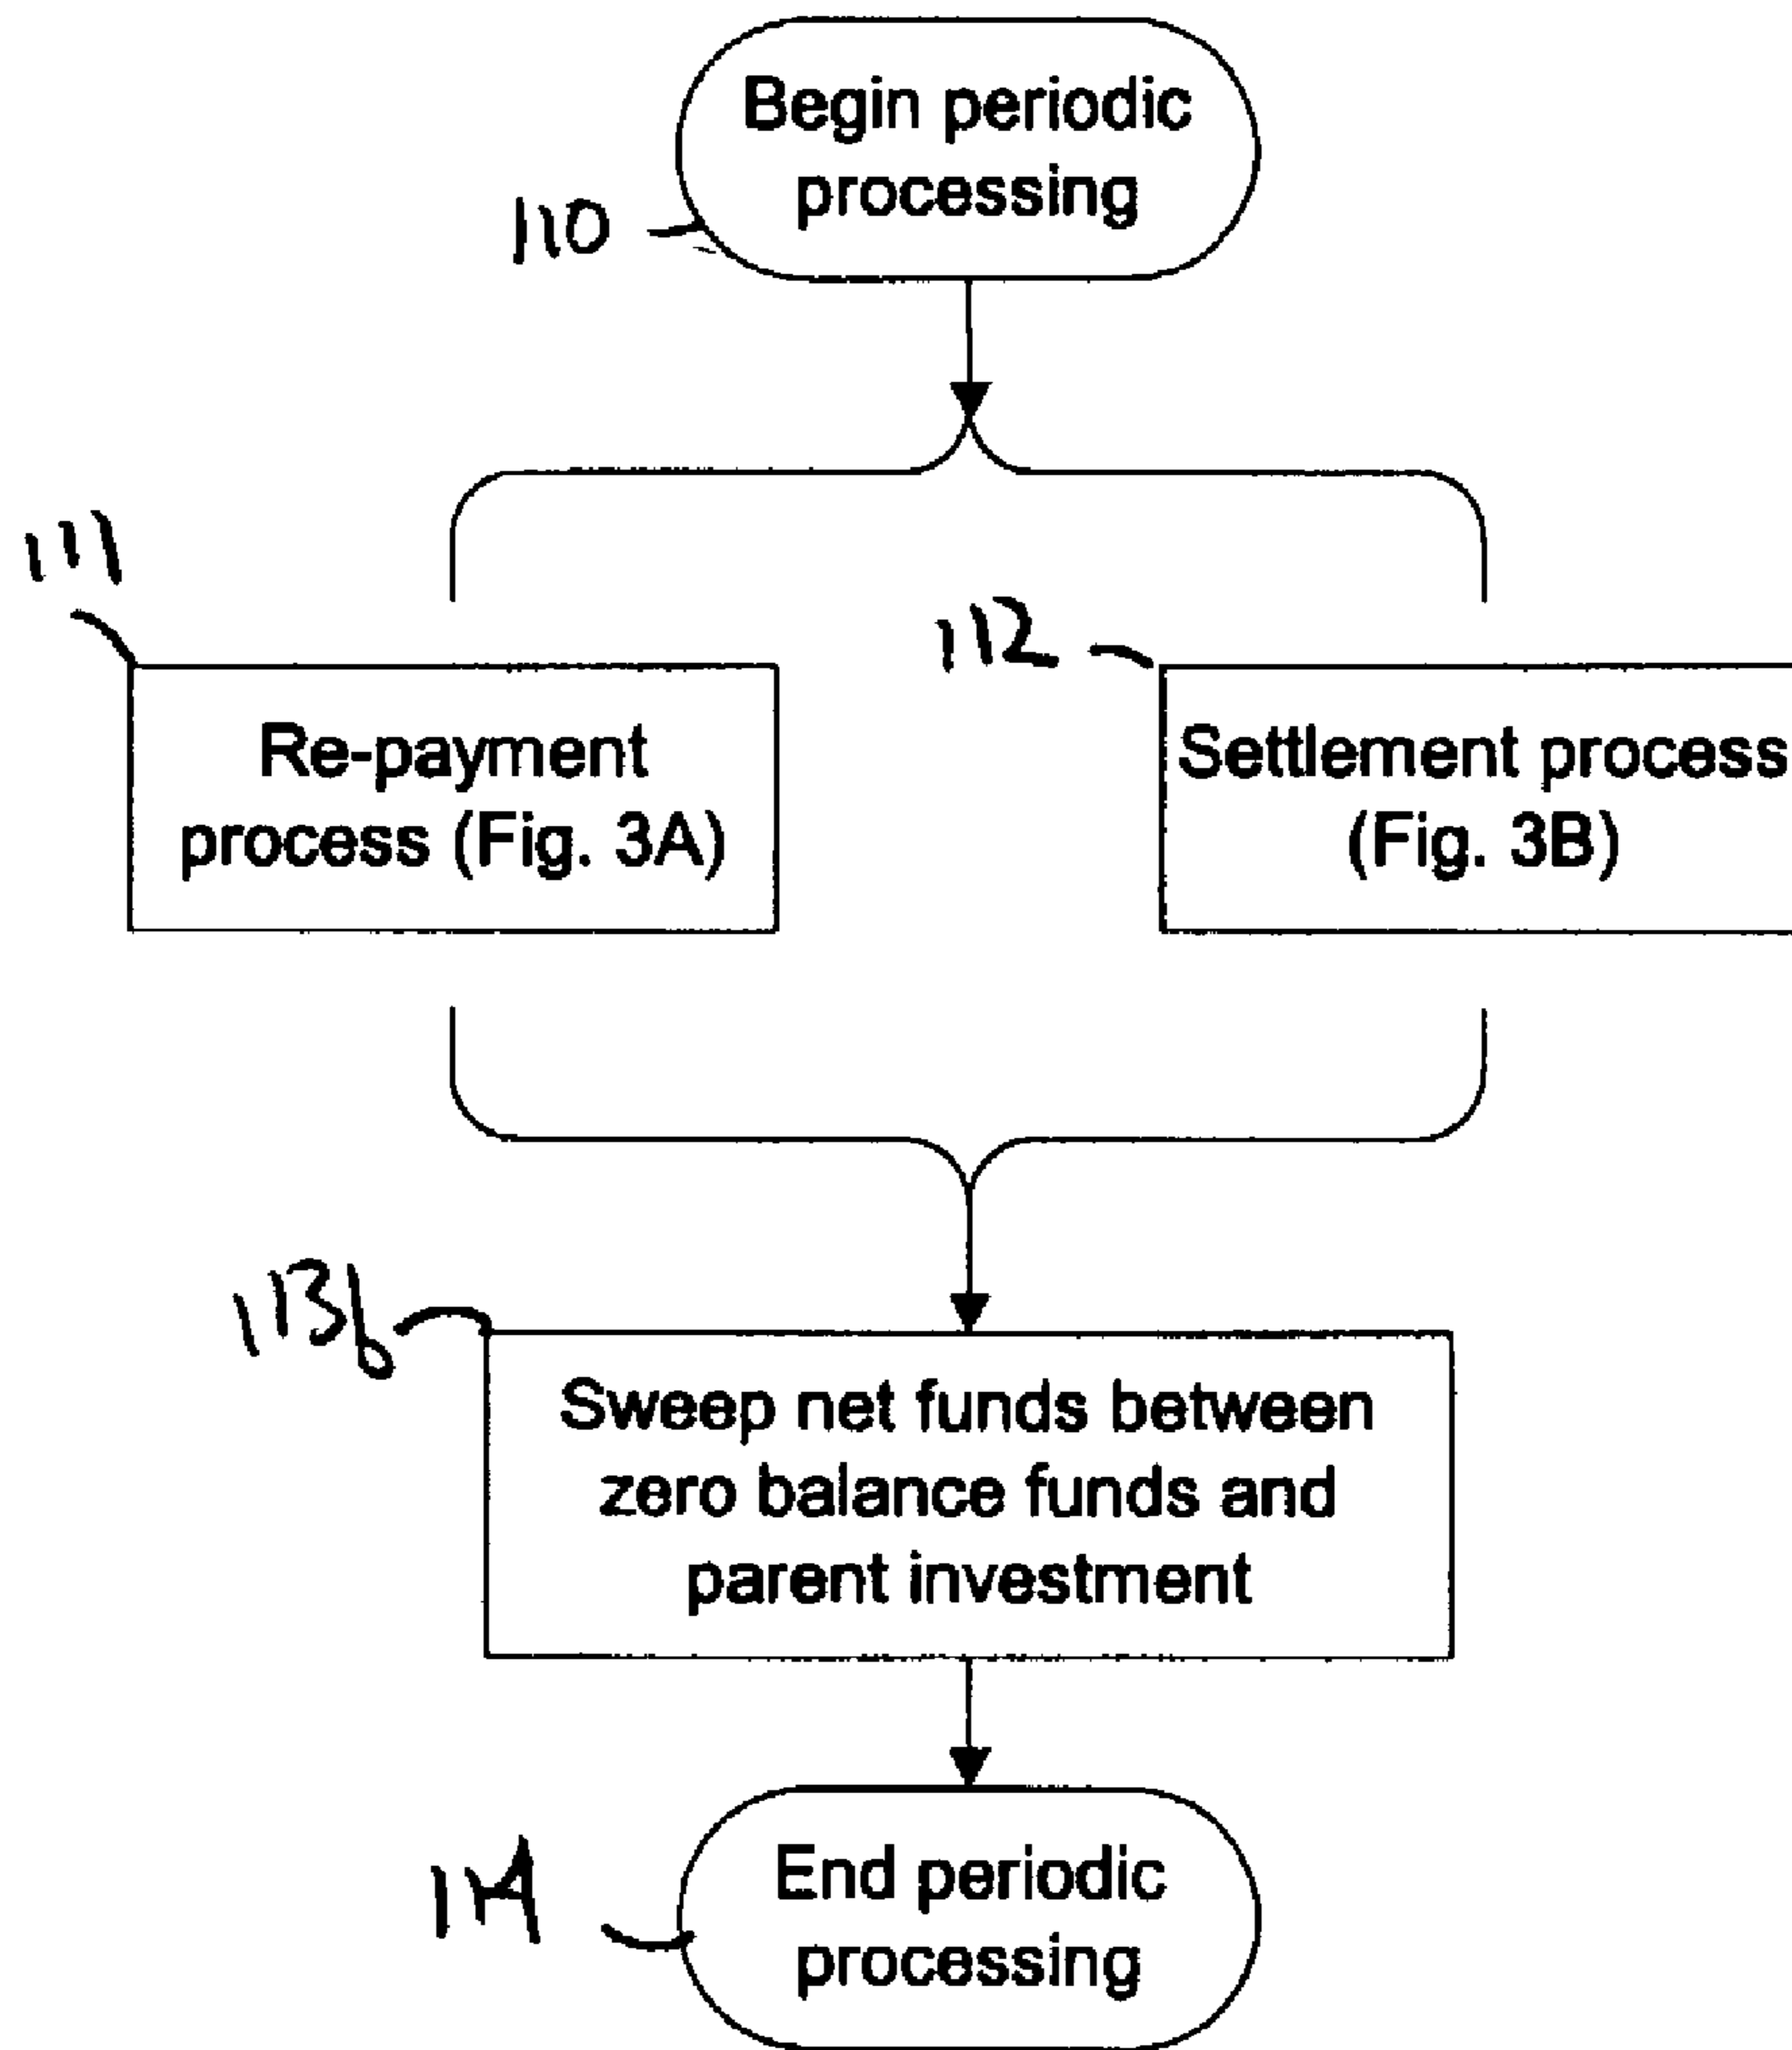 Begin periodic
processing
110
111
112
Re-payment
process (Fig. 3A)
Settlement process
(Fig. 3B)
Sweep net funds between
zero balance funds and
parent investment
114
End periodic
processing